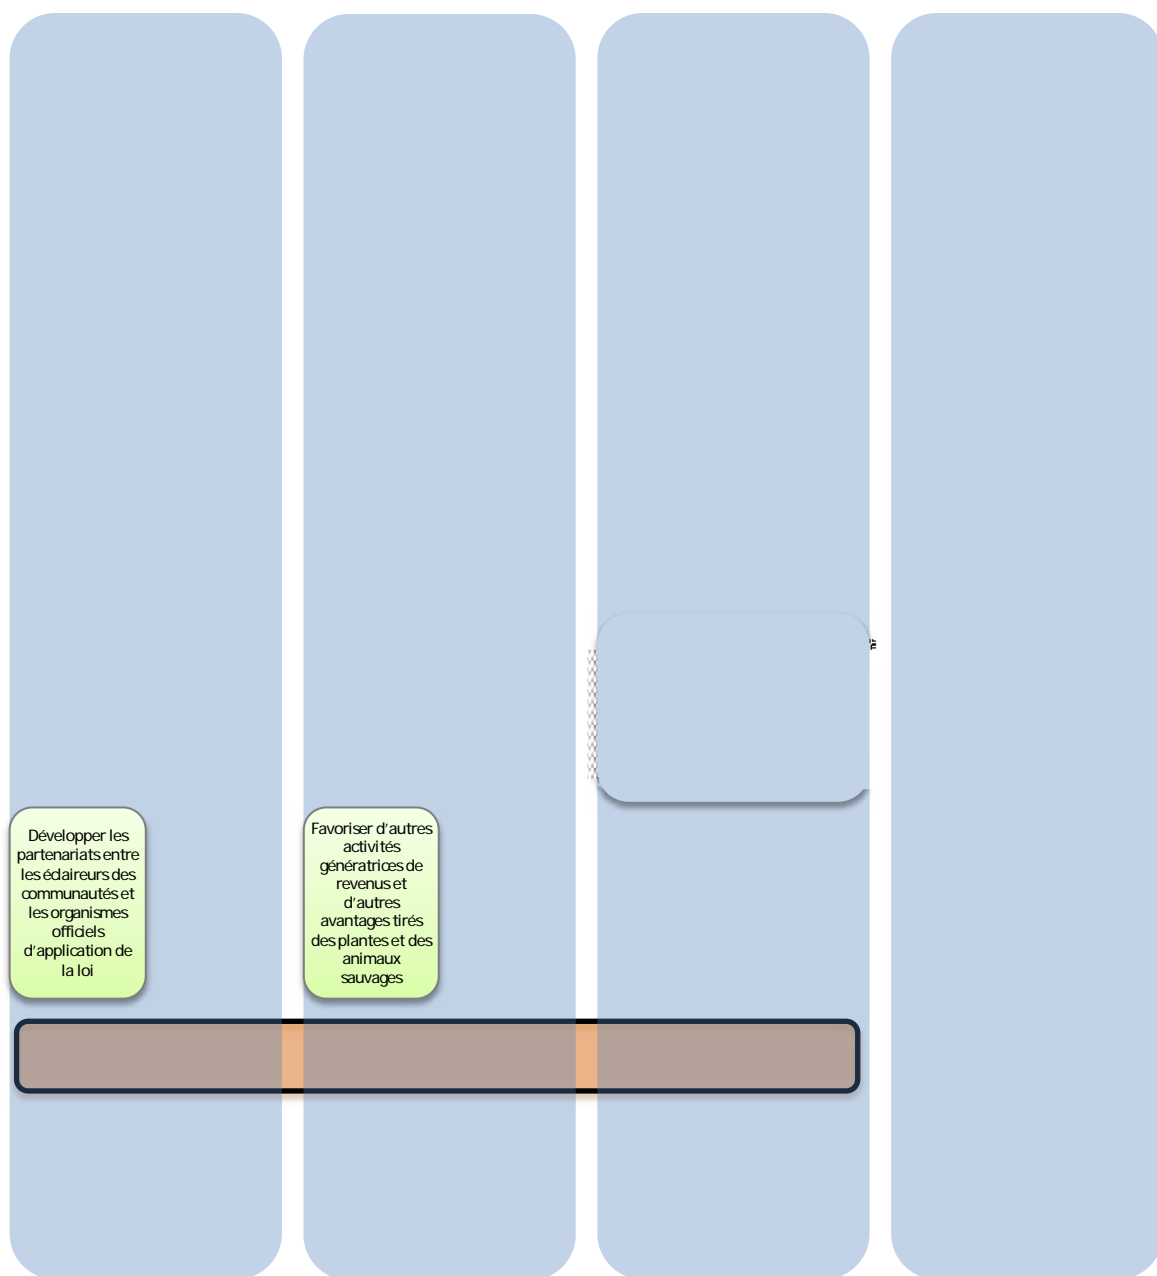 Développer les
partenariats entre
les éclaireurs des
communautés et
les organismes
officiels
d'application de
la loi
Favoriser d'autres
activités
génératrices de
revenus et
d'autres
avantages tirés
des plantes et des
animaux
sauvages